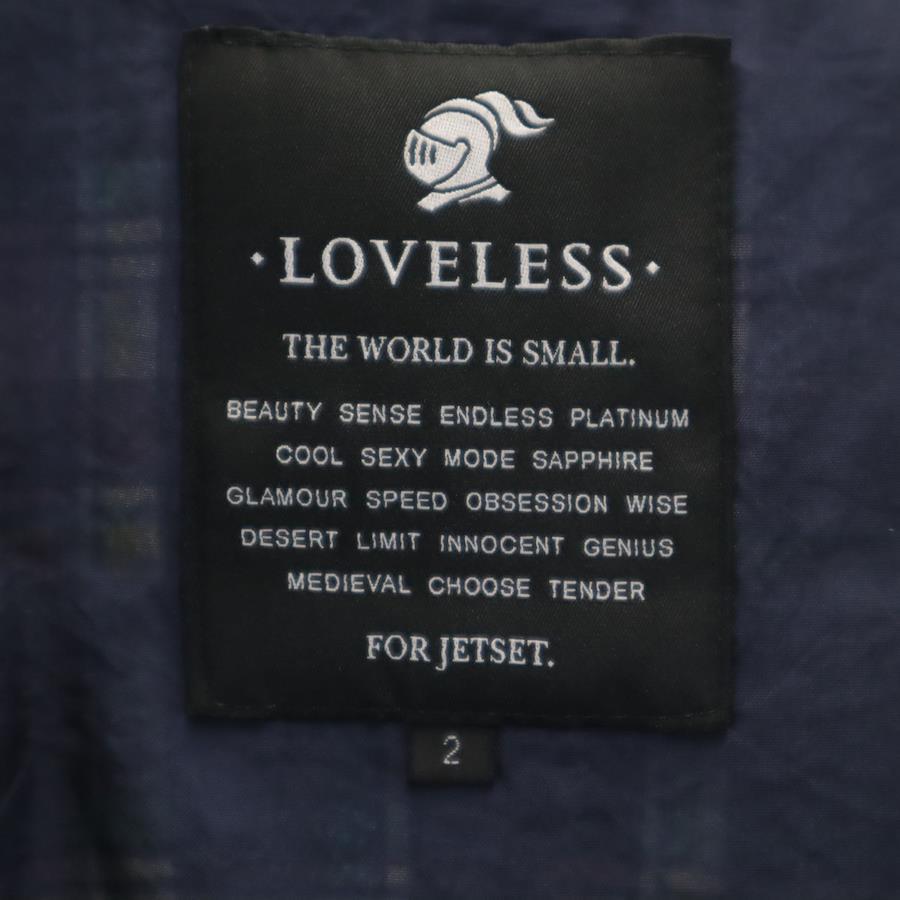 · LOVELESS ·
THE WORLD IS SMALL.
BEAUTY SENSE ENDLESS PLATINUM
COOL SEXY MODE SAPPHIRE
GLAMOUR SPEED OBSESSION WISE
DESERT LIMIT INNOCENT GENIUS
MEDIEVAL CHOOSE TENDER
FOR JETSET.
2